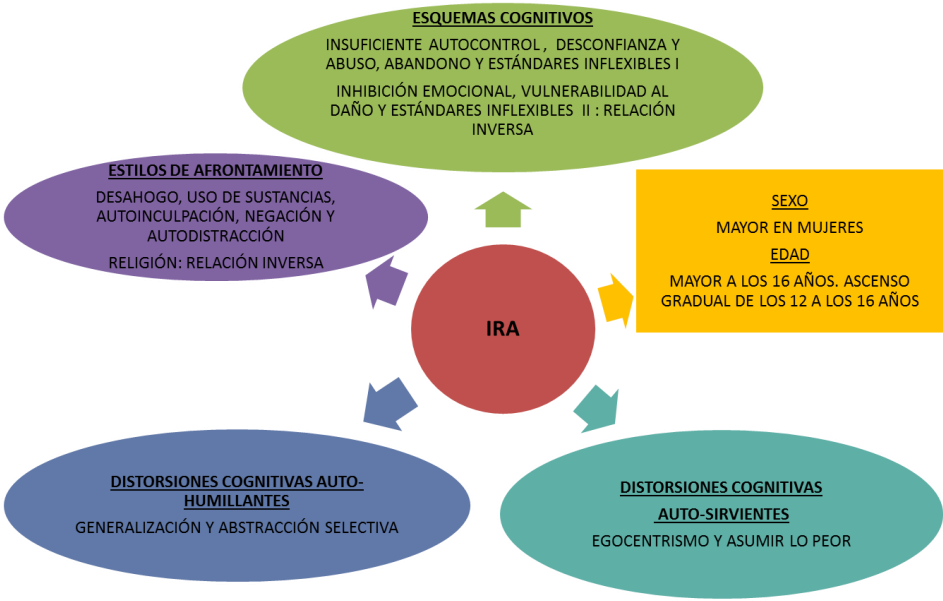 ESQUEMAS COGNITIVOS
INSUFICIENTE AUTOCONTROL , DESCONFIANZA Y
ABUSO, ABANDONO Y ESTÁNDARES INFLEXIBLES I
INHIBICIÓN EMOCIONAL, VULNERABILIDAD AL
DAÑO Y ESTÁNDARES INFLEXIBLES II : RELACIÓN
INVERSA
ESTILOS DE AFRONTAMIENTO
DESAHOGO, USO DE SUSTANCIAS,
AUTOINCULPACIÓN, NEGACIÓN Y
AUTODISTRACCIÓN
RELIGIÓN: RELACIÓN INVERSA
SEXO
MAYOR EN MUJERES
EDAD
MAYOR A LOS 16 AÑOS. ASCENSO
GRADUAL DE LOS 12 A LOS 16 AÑOS
IRA
DISTORSIONES COGNITIVAS AUTO-
HUMILLANTES
GENERALIZACIÓN Y ABSTRACCIÓN SELECTIVA
DISTORSIONES COGNITIVAS
AUTO-SIRVIENTES
EGOCENTRISMO Y ASUMIR LO PEOR